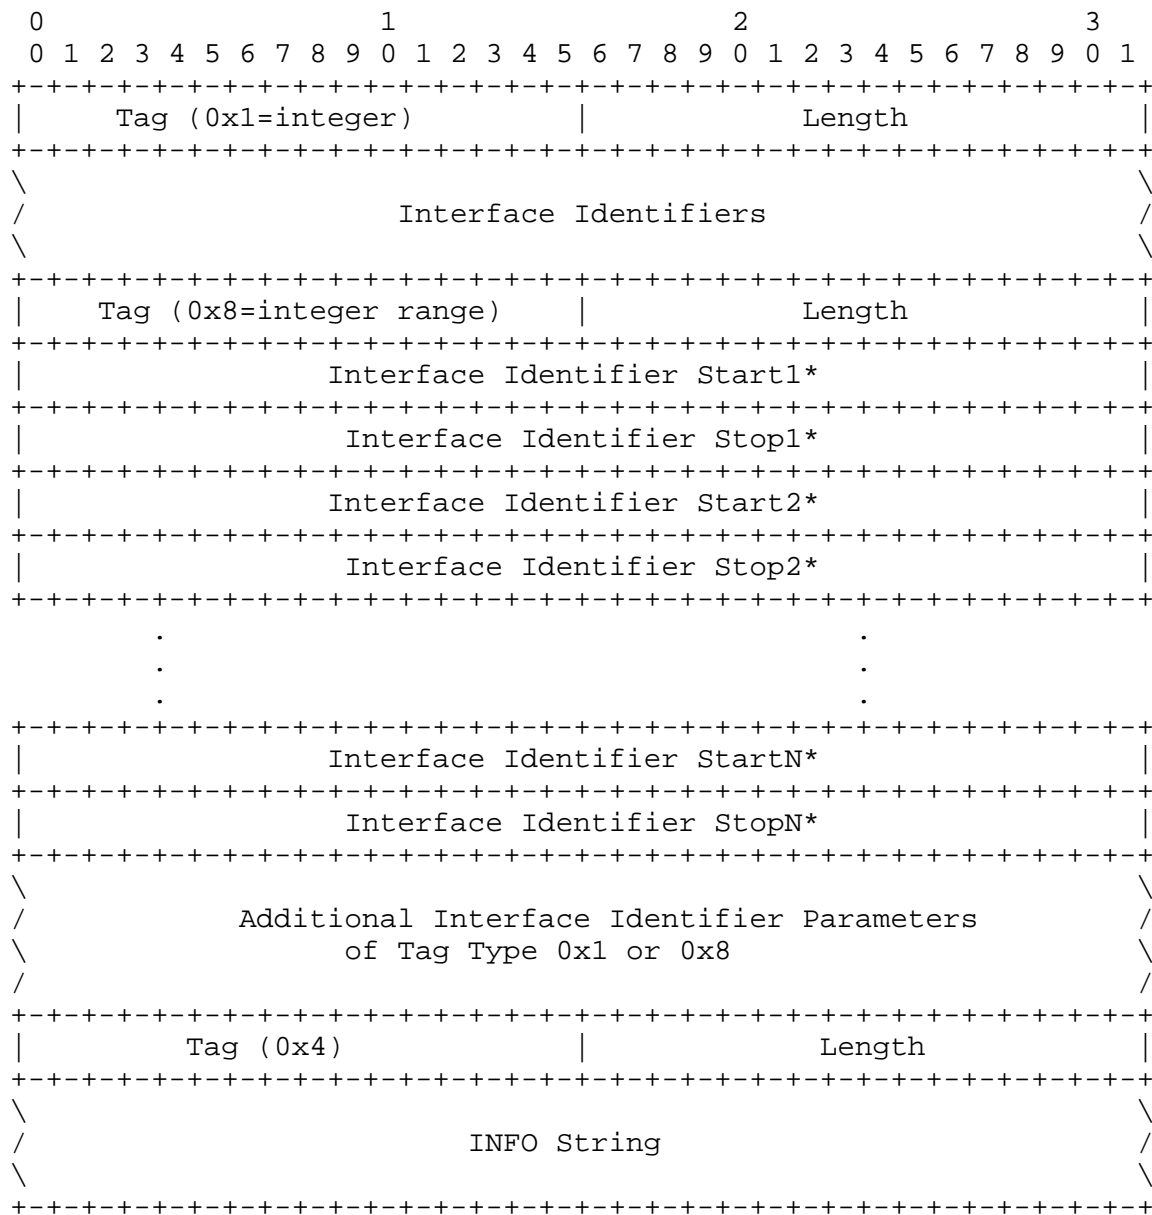 0                   1                   2                   3
 0 1 2 3 4 5 6 7 8 9 0 1 2 3 4 5 6 7 8 9 0 1 2 3 4 5 6 7 8 9 0 1
+-+-+-+-+-+-+-+-+-+-+-+-+-+-+-+-+-+-+-+-+-+-+-+-+-+-+-+-+-+-+-+-+
|     Tag (0x1=integer)         |            Length             |
+-+-+-+-+-+-+-+-+-+-+-+-+-+-+-+-+-+-+-+-+-+-+-+-+-+-+-+-+-+-+-+-+
\                                                               \
/                     Interface Identifiers                     /
\                                                               \
+-+-+-+-+-+-+-+-+-+-+-+-+-+-+-+-+-+-+-+-+-+-+-+-+-+-+-+-+-+-+-+-+
|    Tag (0x8=integer range)    |            Length             |
+-+-+-+-+-+-+-+-+-+-+-+-+-+-+-+-+-+-+-+-+-+-+-+-+-+-+-+-+-+-+-+-+
|                 Interface Identifier Start1*                  |
+-+-+-+-+-+-+-+-+-+-+-+-+-+-+-+-+-+-+-+-+-+-+-+-+-+-+-+-+-+-+-+-+
|                  Interface Identifier Stop1*                  |
+-+-+-+-+-+-+-+-+-+-+-+-+-+-+-+-+-+-+-+-+-+-+-+-+-+-+-+-+-+-+-+-+
|                 Interface Identifier Start2*                  |
+-+-+-+-+-+-+-+-+-+-+-+-+-+-+-+-+-+-+-+-+-+-+-+-+-+-+-+-+-+-+-+-+
|                  Interface Identifier Stop2*                  |
+-+-+-+-+-+-+-+-+-+-+-+-+-+-+-+-+-+-+-+-+-+-+-+-+-+-+-+-+-+-+-+-+
        .                                       .
        .                                       .
        .                                       .
+-+-+-+-+-+-+-+-+-+-+-+-+-+-+-+-+-+-+-+-+-+-+-+-+-+-+-+-+-+-+-+-+
|                 Interface Identifier StartN*                  |
+-+-+-+-+-+-+-+-+-+-+-+-+-+-+-+-+-+-+-+-+-+-+-+-+-+-+-+-+-+-+-+-+
|                  Interface Identifier StopN*                  |
+-+-+-+-+-+-+-+-+-+-+-+-+-+-+-+-+-+-+-+-+-+-+-+-+-+-+-+-+-+-+-+-+
\                                                               \
/            Additional Interface Identifier Parameters         /
\                  of Tag Type 0x1 or 0x8                       \
/                                                               /
+-+-+-+-+-+-+-+-+-+-+-+-+-+-+-+-+-+-+-+-+-+-+-+-+-+-+-+-+-+-+-+-+
|         Tag (0x4)             |             Length            |
+-+-+-+-+-+-+-+-+-+-+-+-+-+-+-+-+-+-+-+-+-+-+-+-+-+-+-+-+-+-+-+-+
\                                                               \
/                         INFO String                           /
\                                                               \
+-+-+-+-+-+-+-+-+-+-+-+-+-+-+-+-+-+-+-+-+-+-+-+-+-+-+-+-+-+-+-+-+